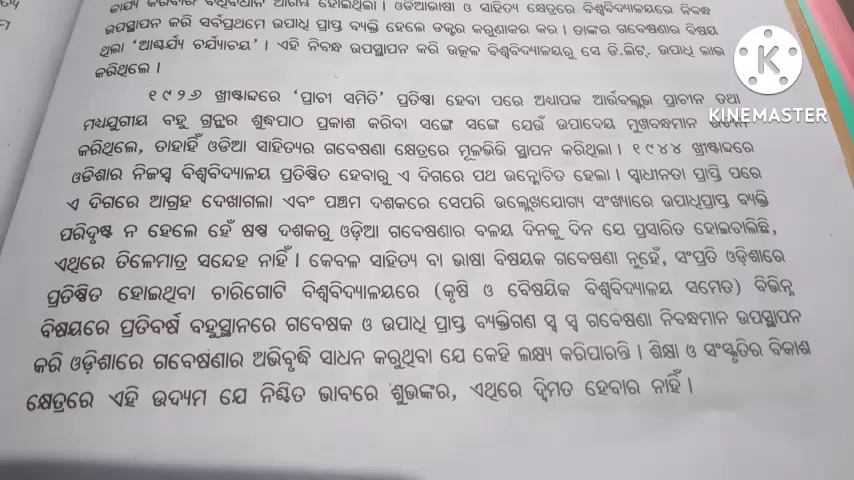 କାର୍ଯ୍ୟ କରିବାର ହୋଇଥିଲା । ଓଡିଆଭାଷା ଓ ସାହିତ୍ୟ କ୍ଷେତ୍ରରେ ବିଶ୍ୱବିଦ୍ୟାଳୟରେ ନିବନ୍ଧ
ଉପସ୍ଥାପନ କରି ସର୍ବପ୍ରଥମେ ଉପାଧି ପ୍ରାପ୍ତ ବ୍ୟକ୍ତି ହେଲେ ଡକ୍ଟର କରୁଣାକର କର । ତାଙ୍କର ଗବେଷଣାର ବିଷୟ
ଥିଲା ‘ଆଶ୍ଚର୍ଯ୍ୟ ଚର୍ଯ୍ୟାଚୟ’ । ଏହି ନିବନ୍ଧ ଉପସ୍ଥାପନ କରି ଉତ୍କଳ ବିଶ୍ୱବିଦ୍ୟାଳୟରୁ ସେ ଡି.ଲିଟ୍. ଉପାଧି ଲାଭ
କରିଥିଲେ ।
୧୯୨୬ ଖ୍ରୀଷ୍ଟାବ୍ଦରେ ‘ପ୍ରାଚୀ ସମିତି’ ପ୍ରତିଷ୍ଠା ହେବା ପରେ ଅଧ୍ୟାପକ ଆର୍ତ୍ତବଲ୍ଲଭ ପ୍ରାଚୀନ ତଥା
KINEMASTER
ମଧ୍ୟଯୁଗୀୟ ବହୁ ଗ୍ରନ୍ଥର ଶୁଦ୍ଧପାଠ ପ୍ରକାଶ କରିବା ସଙ୍ଗେ ସଙ୍ଗେ ଯେଉଁ ଉପାଦେୟ ମୁଖବନ୍ଧମାନ
କରିଥିଲେ, ତାହାହିଁ ଓଡିଆ ସାହିତ୍ୟର ଗବେଷଣା କ୍ଷେତ୍ରରେ ମୂଳଭିତ୍ତି ସ୍ଥାପନ କରିଥିଲା । ୧୯୪୪ ଖ୍ରୀଷ୍ଟାବ୍ଦରେ
ଓଡିଶାର ନିଜସ୍ୱ ବିଶ୍ୱବିଦ୍ୟାଳୟ ପ୍ରତିଷ୍ଠିତ ହେବାରୁ ଏ ଦିଗରେ ପଥ ଉନ୍ମୋଚିତ ହେଲା । ସ୍ୱାଧୀନତା ପ୍ରାପ୍ତି ପରେ
ଏ ଦିଗରେ ଆଗ୍ରହ ଦେଖାଗଲା ଏବଂ ପଞ୍ଚମ ଦଶକରେ ସେପରି ଉଲ୍ଲେଖଯୋଗ୍ୟ ସଂଖ୍ୟାରେ ଉପାଧିପ୍ରାପ୍ତ ବ୍ୟକ୍ତି
ପରିଦୃଷ୍ଟ ନ ହେଲେ ହେଁ ଷଷ୍ଠ ଦଶକରୁ ଓଡ଼ିଆ ଗବେଷଣାର ବଳୟ ଦିନକୁ ଦିନ ଯେ ପ୍ରସାରିତ ହୋଇଚାଲିଛି,
ଏଥିରେ ତିଳେମାତ୍ର ସନ୍ଦେହ ନାହିଁ । କେବଳ ସାହିତ୍ୟ ବା ଭାଷା ବିଷୟକ ଗବେଷଣା ନୁହେଁ, ସଂପ୍ରତି ଓଡ଼ିଶାରେ
ପ୍ରତିଷ୍ଠିତ ହୋଇଥିବା ଚାରିଗୋଟି ବିଶ୍ୱବିଦ୍ୟାଳୟରେ (କୃଷି ଓ ବୈଷୟିକ ବିଶ୍ୱବିଦ୍ୟାଳୟ ସମେତ) ବିଭିନ୍ନ
ବିଷୟରେ ପ୍ରତିବର୍ଷ ବହୁସ୍ଥାନରେ ଗବେଷକ ଓ ଉପାଧି ପ୍ରାପ୍ତ ବ୍ୟକ୍ତିଗଣ ସ୍ୱ ସ୍ୱ ଗବେଷଣା ନିବନ୍ଧମାନ ଉପସ୍ଥାପନ
କରି ଓଡ଼ିଶାରେ ଗବେଷଣାର ଅଭିବୃଦ୍ଧି ସାଧନ କରୁଥିବା ଯେ କେହି ଲକ୍ଷ୍ୟ କରିପାରନ୍ତି । ଶିକ୍ଷା ଓ ସଂସ୍କୃତିର ବିକାଶ
କ୍ଷେତ୍ରରେ ଏହି ଉଦ୍ୟମ ଯେ ନିଶ୍ଚିତ ଭାବରେ ଶୁଭଙ୍କର, ଏଥିରେ ଦ୍ୱିମତ ହେବାର ନାହିଁ ।